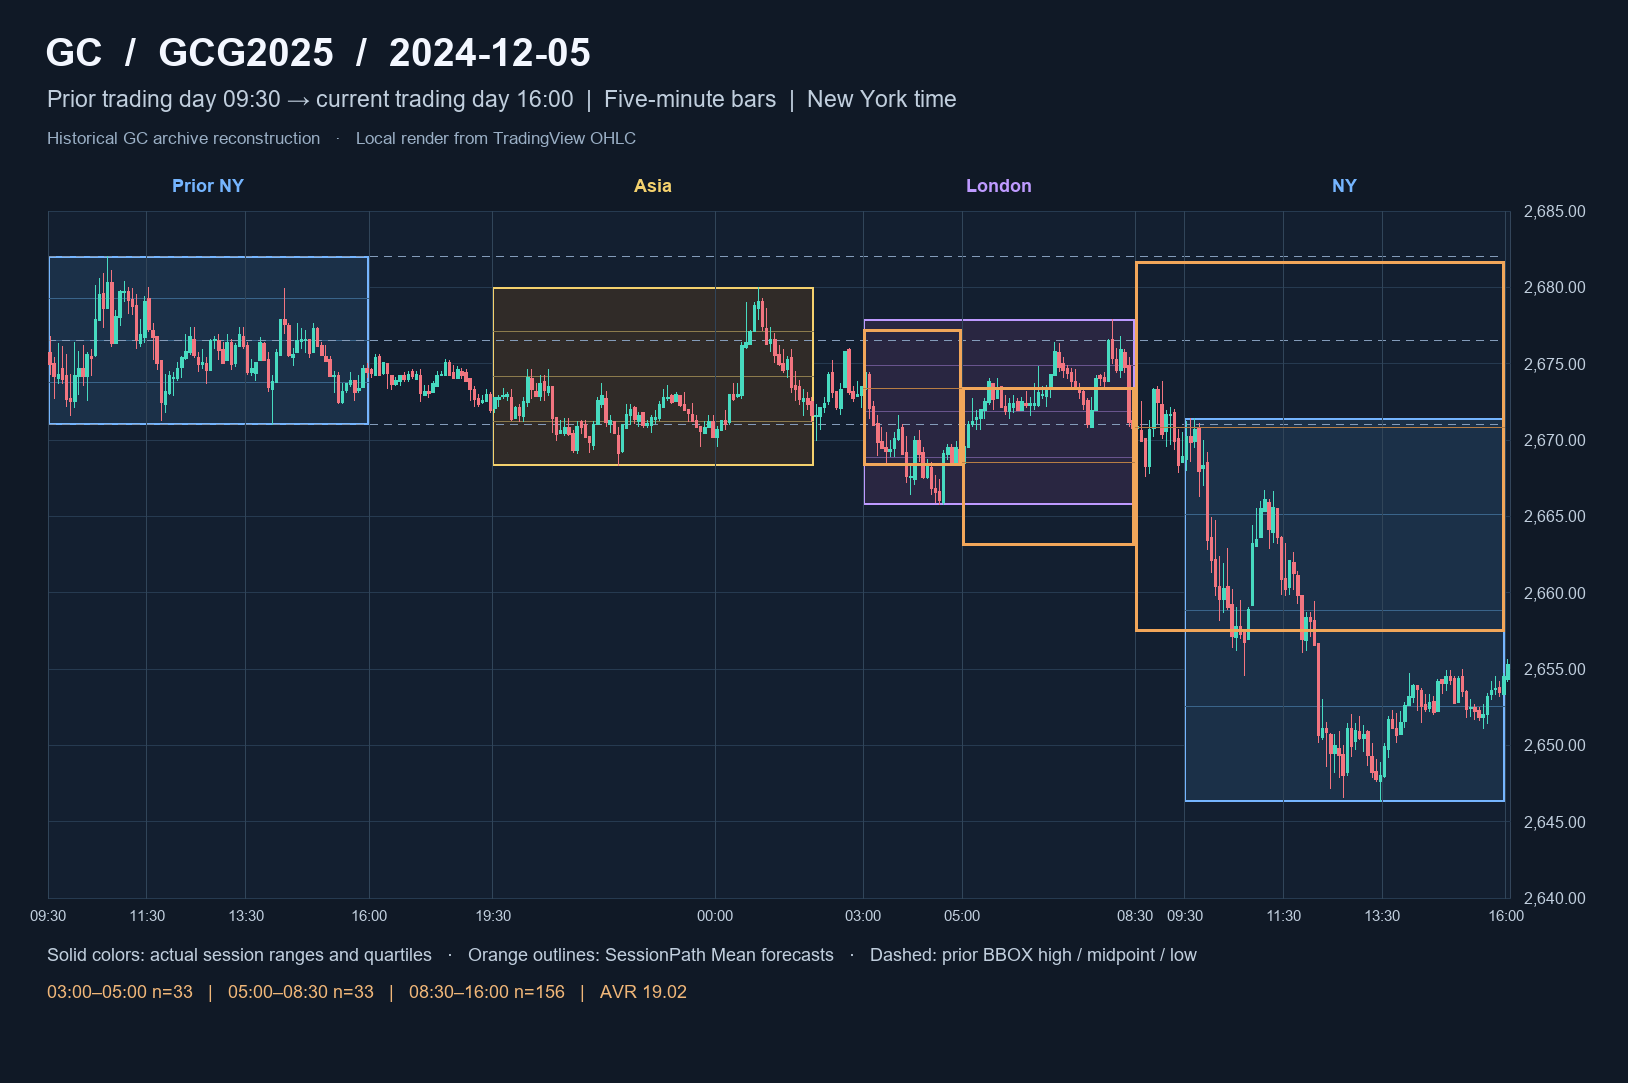 GC / GCG2025 / 2024-12-05
Prior trading day 09:30 → current trading day 16:00 | Five-minute bars | New York time
Historical GC archive reconstruction · Local render from TradingView OHLC
Prior NY Asia London NY
2,685.00
2,680.00
2,675.00
2,670.00
2,665.00
2,660.00
2,655.00
2,650.00
2,645.00
2,640.00
09:30 11:30 13:30 16:00 19:30 00:00 03:00 05:00 08:30 09:30 11:30 13:30 16:00
Solid colors: actual session ranges and quartiles · Orange outlines: SessionPath Mean forecasts · Dashed: prior BBOX high / midpoint / low
03:00–05:00 n=33 | 05:00–08:30 n=33 | 08:30–16:00 n=156 | AVR 19.02